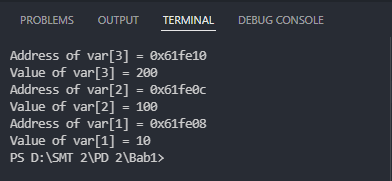 PROBLEMS OUTPUT TERMINAL DEBUG CONSOLE
Address of var[3] = 0x61fe10
Value of var[3] = 200
Address of var[2] = 0x61fe0c
Value of var[2] = 100
Address of var[1] = 0x61fe08
Value of var[1] = 10
PS D:\SMT 2\PD 2\Bab1>